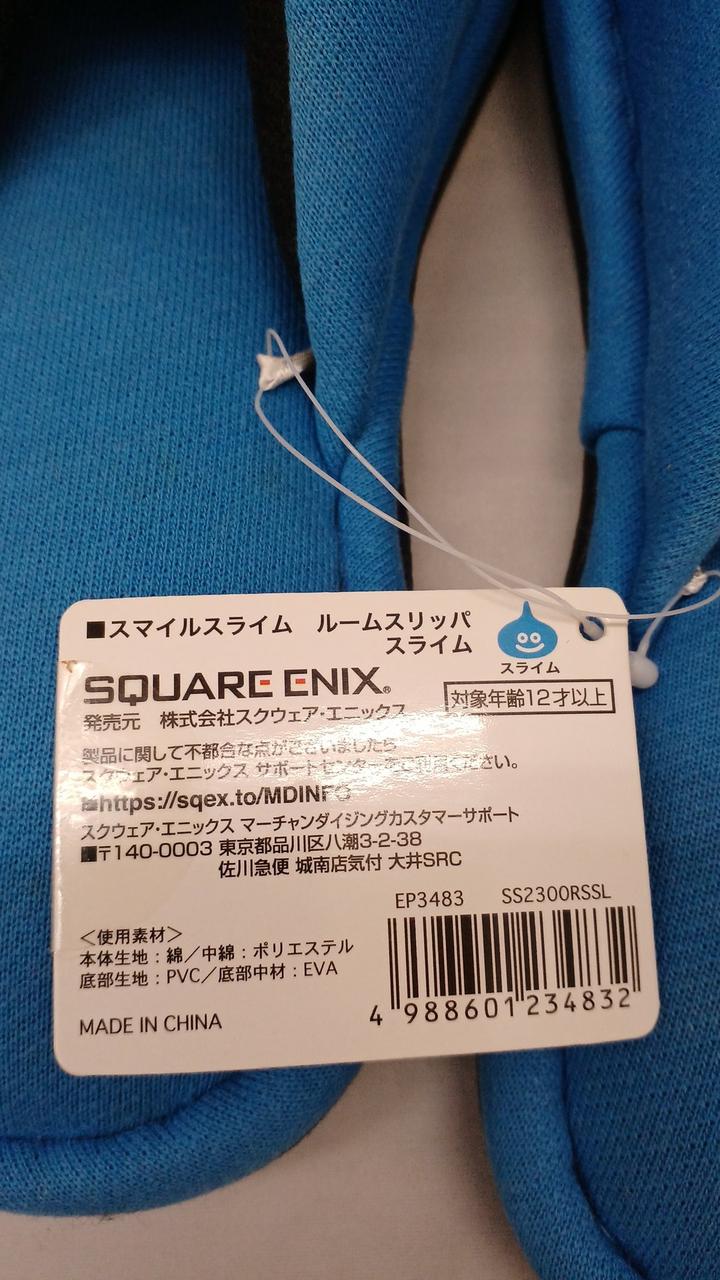 ■スマイルスライム ルームスリッパ
スライム
スライム
SQUARE ENIX®
対象年齢12才以上
発売元 株式会社スクウェア・エニックス
製品に関して不都合な点がございましたら
スクウェア・エニックス サポートセンターをご利用ください。
https://sqex.to/MDINFO
スクウェア・エニックス マーチャンダイジングカスタマーサポート
■〒140-0003 東京都品川区八潮3-2-38
佐川急便 城南店気付 大井SRC
EP3483 SS2300RSSL
＜使用素材＞
本体生地：綿／中綿：ポリエステル
底部生地：PVC／底部中材：EVA
4 988601 234832
MADE IN CHINA